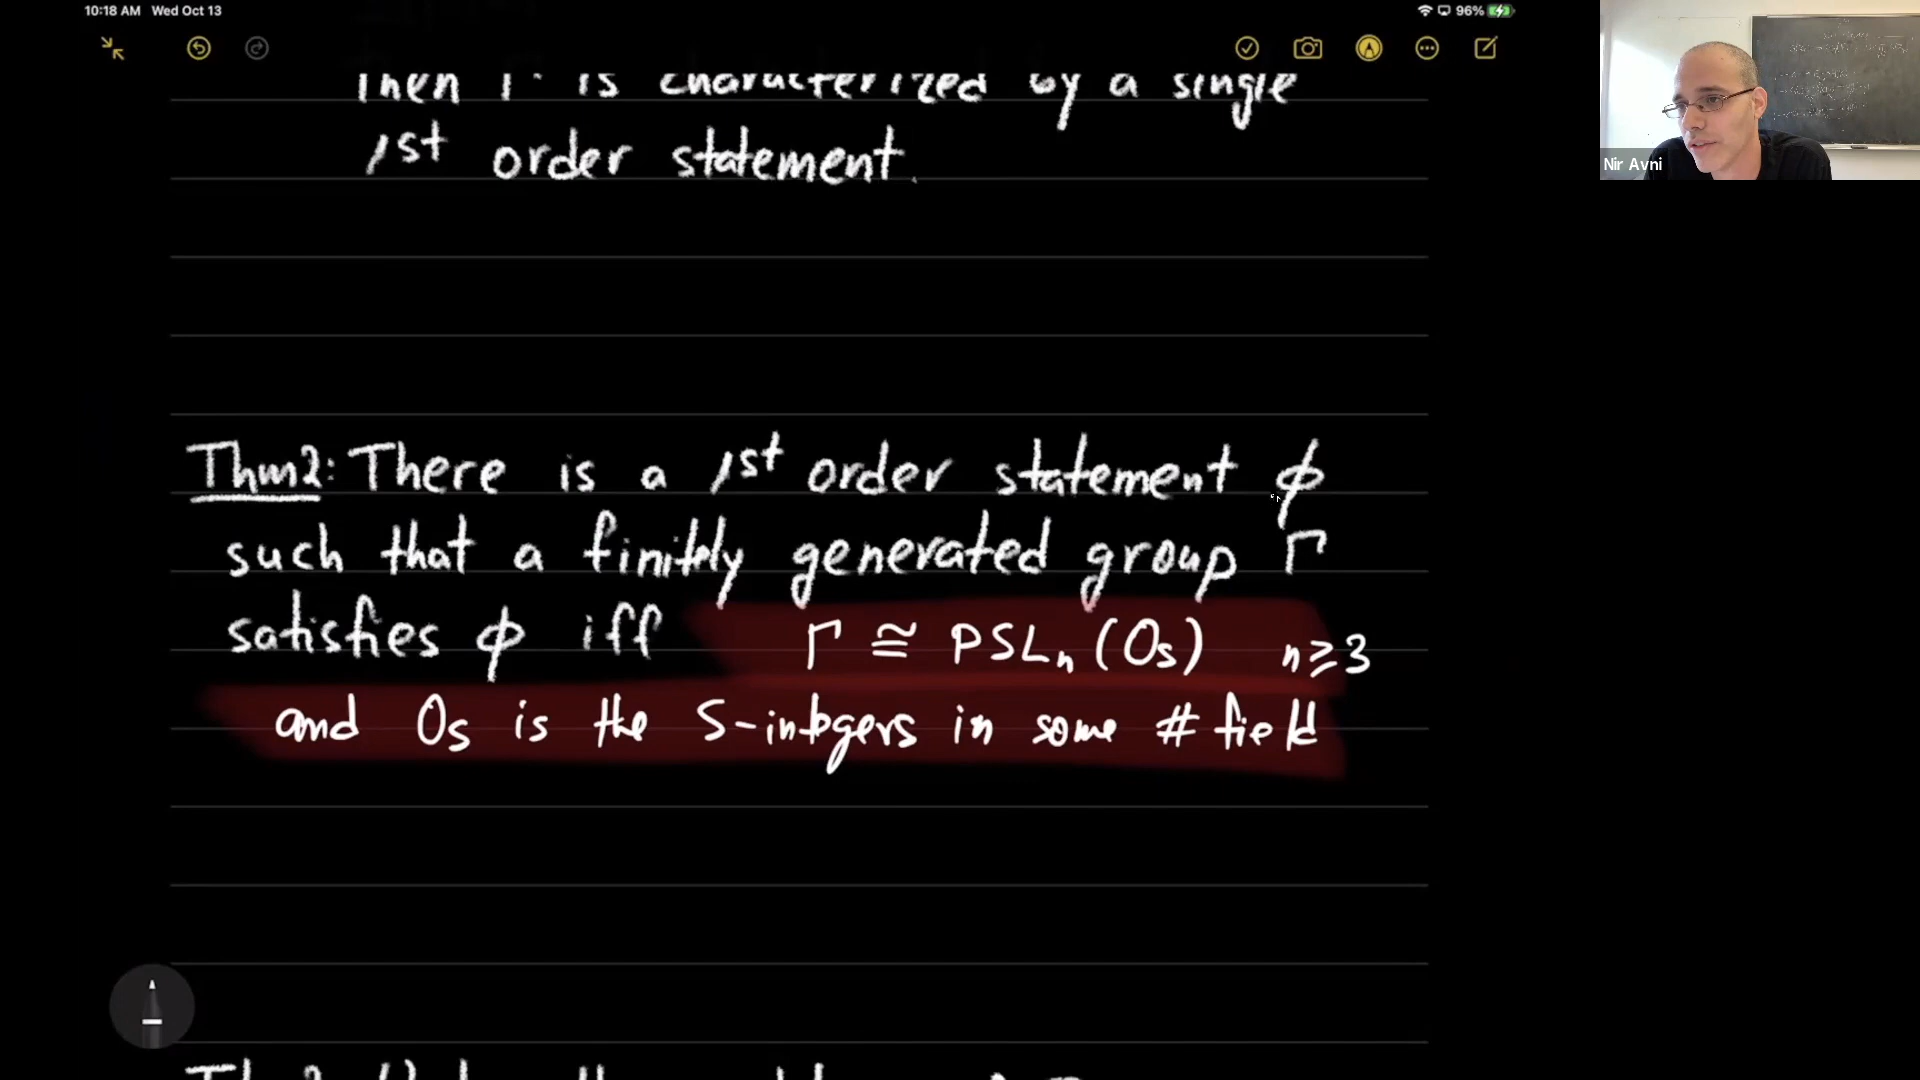 10:18 AM Wed Oct 13
96%
Then Γ is characterized by a single
1st order statement.
Nir Avni
Thm2: There is a 1st order statement ϕ
such that a finitely generated group Γ
satisfies ϕ iff Γ ≅ PSLₙ(Oₛ) n≥3
and Oₛ is the S-integers in some # field